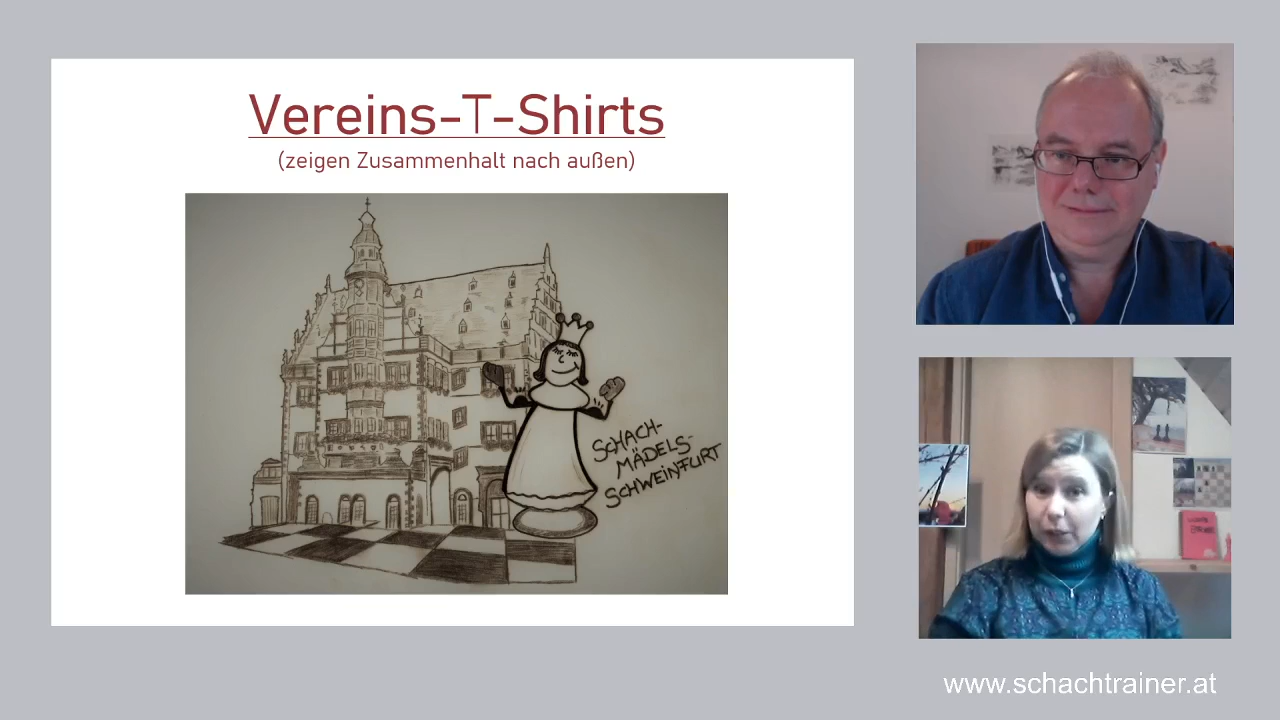 Vereins-T-Shirts
(zeigen Zusammenhalt nach außen)
SCHACH-
MÄDELS-
SCHWEINFURT
www.schachtrainer.at